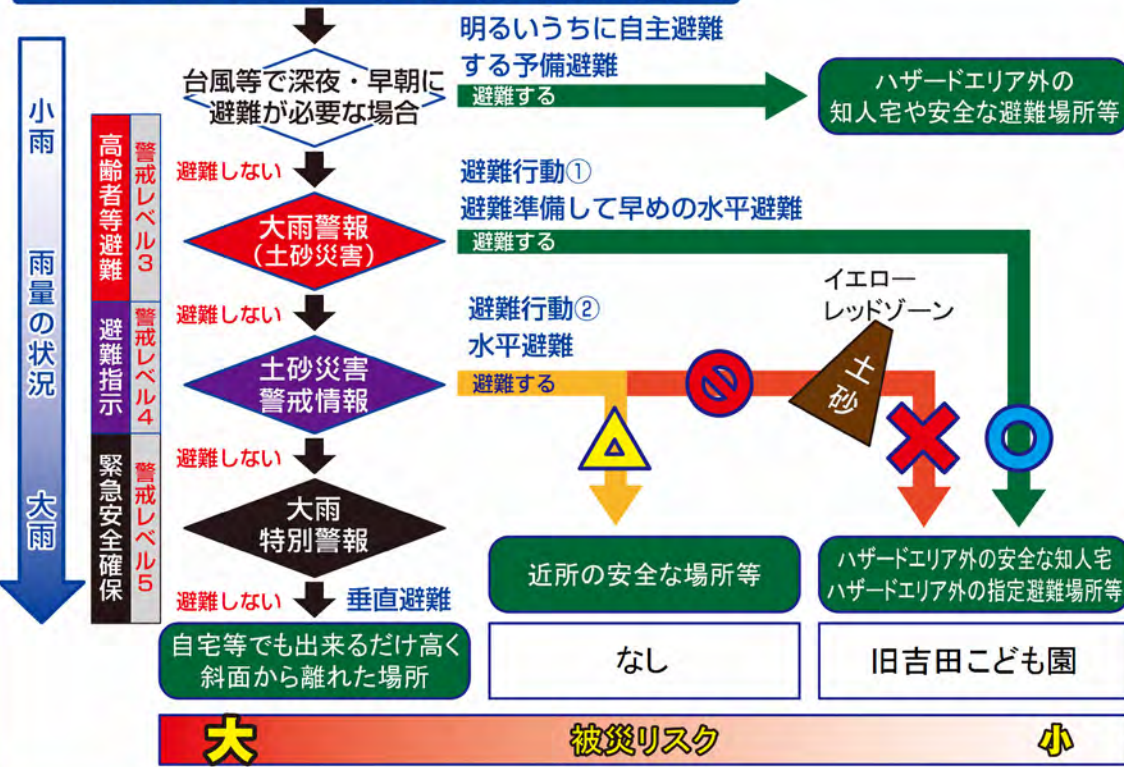 明るいうちに自主避難
する予備避難
台風等で深夜・早朝に
避難が必要な場合
避難する
ハザードエリア外の
知人宅や安全な避難場所等
小雨
雨量の状況
大雨
高齢者等避難
警戒レベル3
避難指示
警戒レベル4
緊急安全確保
警戒レベル5
避難しない
避難行動①
避難準備して早めの水平避難
大雨警報
(土砂災害)
避難する
避難しない
避難行動②
水平避難
イエロー
レッドゾーン
土砂災害
警戒情報
避難する
土砂
避難しない
大雨
特別警報
近所の安全な場所等
ハザードエリア外の安全な知人宅
ハザードエリア外の指定避難場所等
避難しない
垂直避難
自宅等でも出来るだけ高く
斜面から離れた場所
なし
旧吉田こども園
大
被災リスク
小